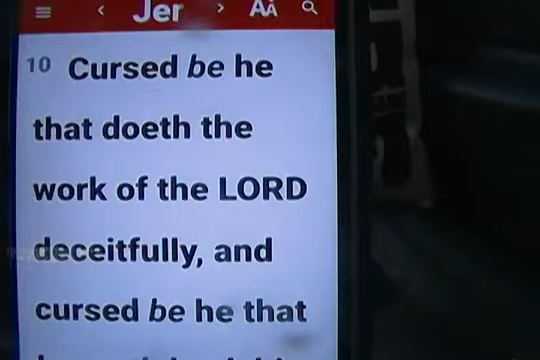 Jer
10 Cursed be he
that doeth the
work of the LORD
deceitfully, and
cursed be he that